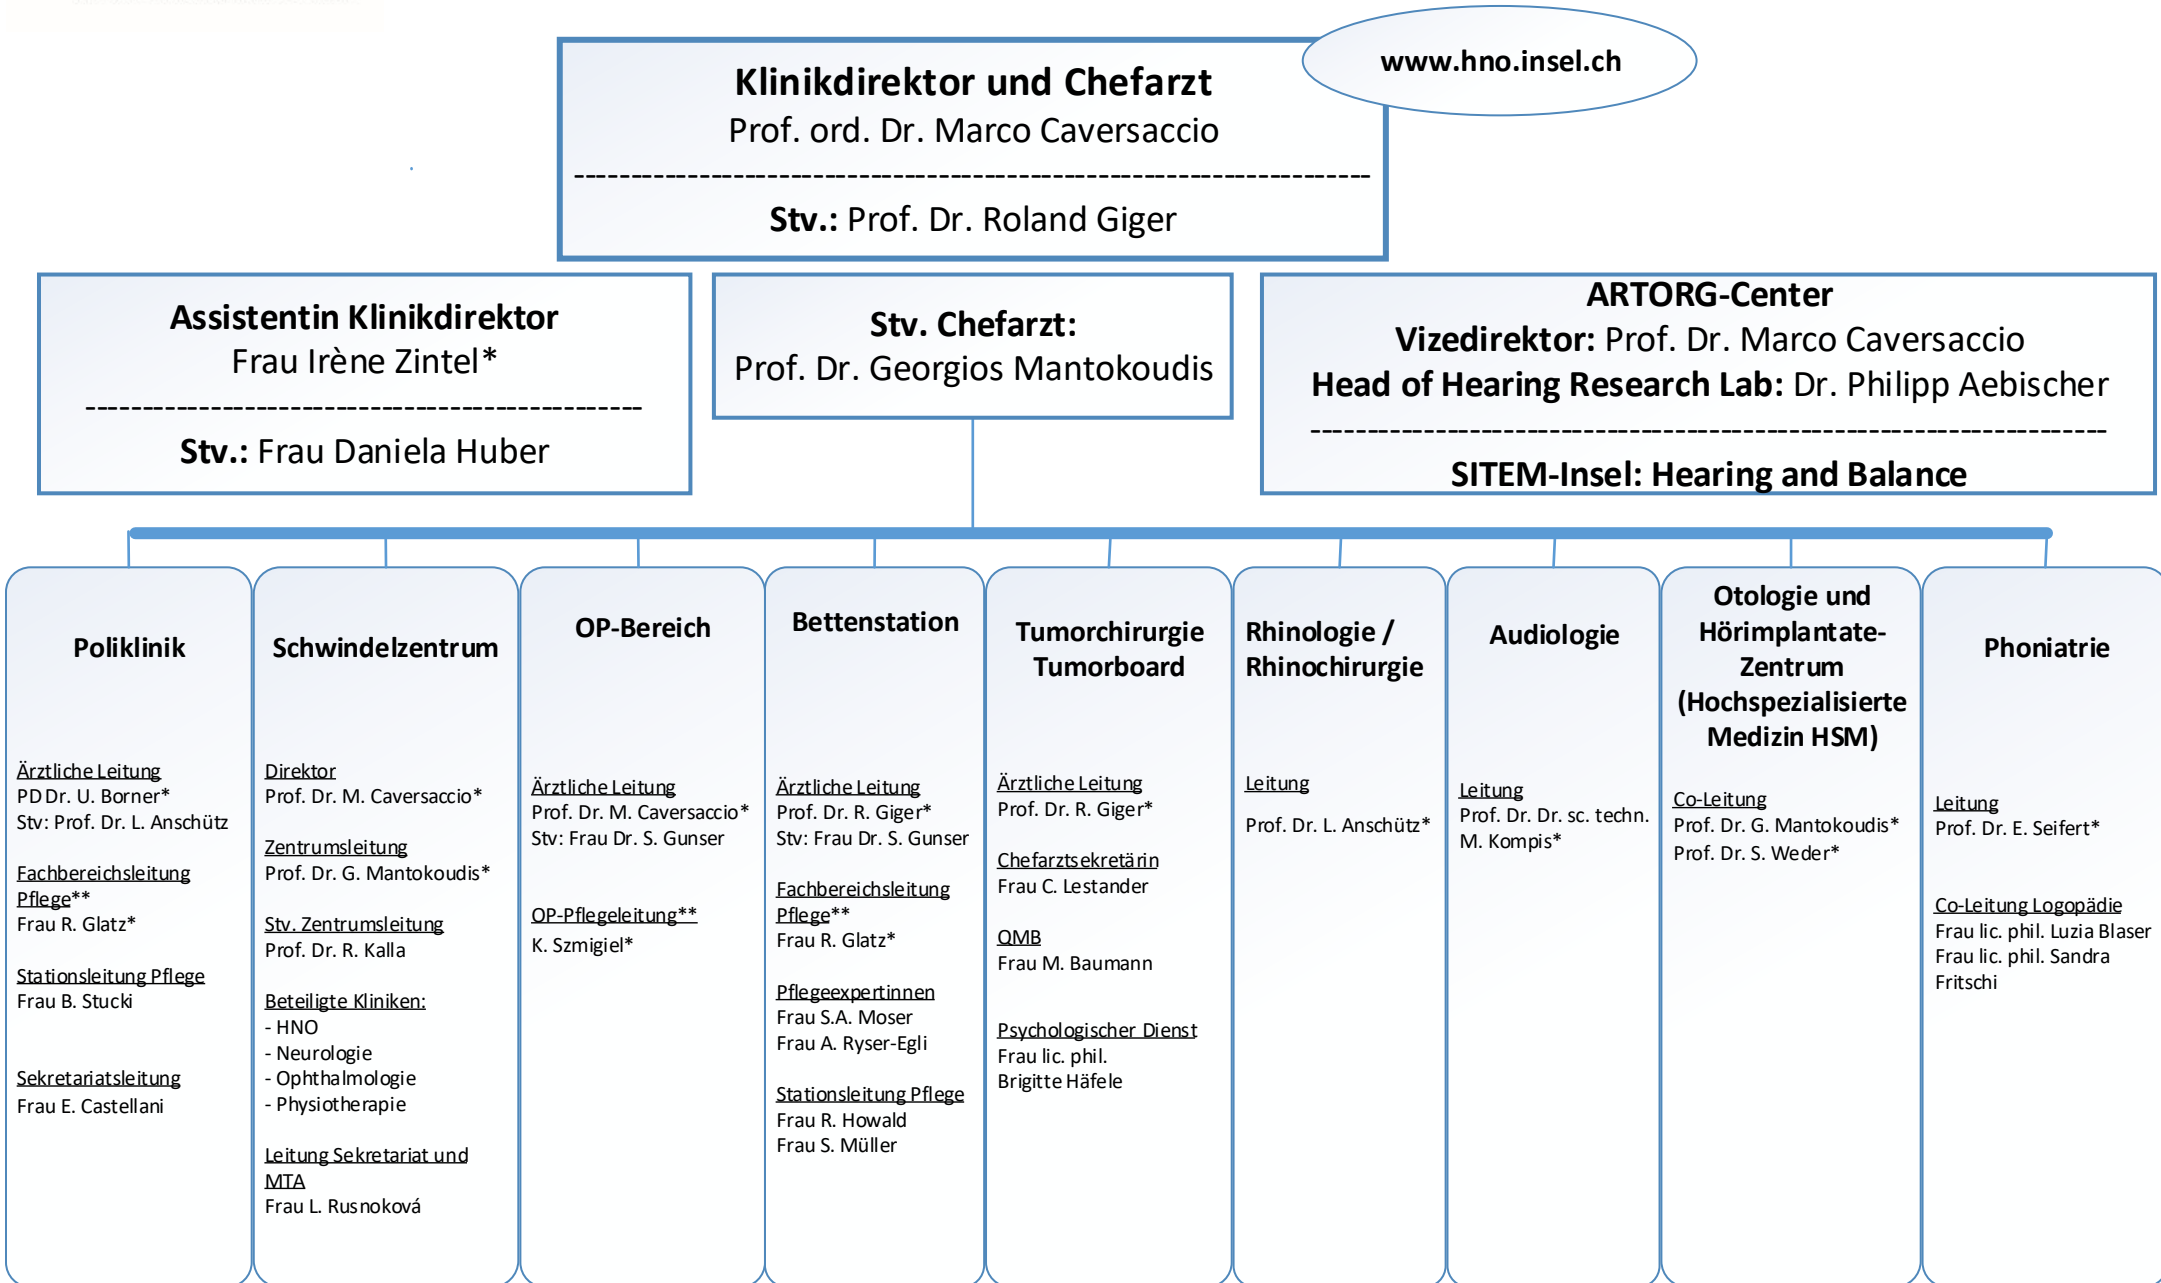 www.hno.insel.ch
Klinikdirektor und Chefarzt
Prof. ord. Dr. Marco Caversaccio
----------------------------------------------------------------------
Stv.: Prof. Dr. Roland Giger
Assistentin Klinikdirektor
Frau Irène Zintel*
-------------------------------------------------
Stv.: Frau Daniela Huber
Stv. Chefarzt:
Prof. Dr. Georgios Mantokoudis
ARTORG-Center
Vizedirektor: Prof. Dr. Marco Caversaccio
Head of Hearing Research Lab: Dr. Philipp Aebischer
----------------------------------------------------------------------
SITEM-Insel: Hearing and Balance
Poliklinik
Ärztliche Leitung
PD Dr. U. Borner*
Stv: Prof. Dr. L. Anschütz
Fachbereichsleitung
Pflege**
Frau R. Glatz*
Stationsleitung Pflege
Frau B. Stucki
Sekretariatsleitung
Frau E. Castellani
Schwindelzentrum
Direktor
Prof. Dr. M. Caversaccio*
Zentrumsleitung
Prof. Dr. G. Mantokoudis*
Stv. Zentrumsleitung
Prof. Dr. R. Kalla
Beteiligte Kliniken:
- HNO
- Neurologie
- Ophthalmologie
- Physiotherapie
Leitung Sekretariat und
MTA
Frau L. Rusnoková
OP-Bereich
Ärztliche Leitung
Prof. Dr. M. Caversaccio*
Stv: Frau Dr. S. Gunser
OP-Pflegeleitung**
K. Szmigiel*
Bettenstation
Ärztliche Leitung
Prof. Dr. R. Giger*
Stv: Frau Dr. S. Gunser
Fachbereichsleitung
Pflege**
Frau R. Glatz*
Pflegeexpertinnen
Frau S.A. Moser
Frau A. Ryser-Egli
Stationsleitung Pflege
Frau R. Howald
Frau S. Müller
Tumorchirurgie
Tumorboard
Ärztliche Leitung
Prof. Dr. R. Giger*
Chefarztsekretärin
Frau C. Lestander
QMB
Frau M. Baumann
Psychologischer Dienst
Frau lic. phil.
Brigitte Häfele
Rhinologie /
Rhinochirurgie
Leitung
Prof. Dr. L. Anschütz*
Audiologie
Leitung
Prof. Dr. Dr. sc. techn.
M. Kompis*
Otologie und
Hörimplantate-
Zentrum
(Hochspezialisierte
Medizin HSM)
Co-Leitung
Prof. Dr. G. Mantokoudis*
Prof. Dr. S. Weder*
Phoniatrie
Leitung
Prof. Dr. E. Seifert*
Co-Leitung Logopädie
Frau lic. phil. Luzia Blaser
Frau lic. phil. Sandra
Fritschi